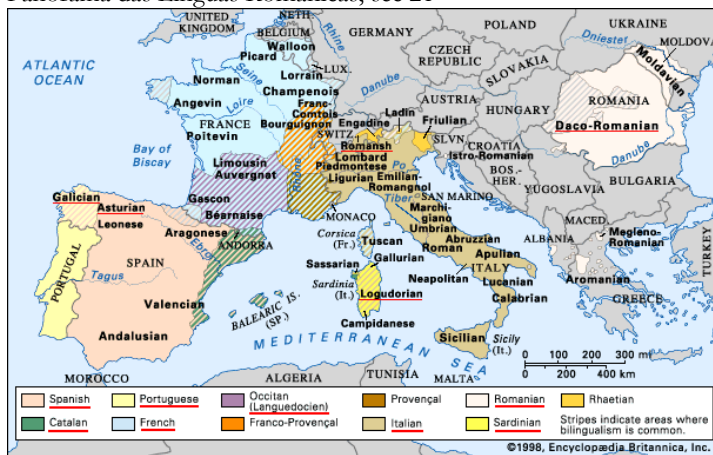 Panorama das Línguas Românicas, séc 21
UNITED
KINGDOM
NETH
BELGIUM
Rhine
GERMANY
POLAND
UKRAINE
Dniester
MOLDOVA
Moldavian
ATLANTIC
OCEAN
Walloon
Picard
LUX
CZECH
REPUBLIC
SLOVAKIA
Norman
Seine
Lorrain
Champenois
Danube
Angevin
Loire
Franc-
Comtois
Bourguignon
FRANCE
Poitevin
SWITZ
Engadine
Ladin
AUSTRIA
Friulian
HUNGARY
ROMANIA
Daco-Romanian
Romansh
SLVN
CROATIA
Istro-Romanian
Bay of
Biscay
Limousin
Auvergnat
Lombard
Piedmontese
Po
Ligurian
Emilian-
Romagnol
BOS.-
HER.
YUGOSLAVIA
Danube
BULGARIA
Rhône
Gascon
Béarnaise
MONACO
Tiber
SAN MARINO
Marchi-
giano
Umbrian
Galician
Asturian
Leonese
Aragonese
ANDORRA
Ebro
Corsica
(Fr.)
Tuscan
Roman
Abruzzian
Apulian
MACED.
ALBANIA
Megleno-
Romanian
TURKEY
PORTUGAL
SPAIN
Tagus
Sassarian
Gallurian
Sardinia
(It.)
Neapolitan
ITALY
Lucanian
Calabrian
Aromanian
GREECE
Valencian
BALEARIC IS.
(SP.)
Logudorian
Campidanese
Andalusian
MEDITERRANEAN SEA
Sicilian
Sicily
(It.)
MOROCCO
ALGERIA
TUNISIA
MALTA
0 100 200 300 mi
0 200 400 km
Spanish
Portuguese
Occitan
(Languedocien)
Provençal
Romanian
Rhaetian
Catalan
French
Franco-Provençal
Italian
Sardinian
Stripes indicate areas where
bilingualism is common.
©1998, Encyclopædia Britannica, Inc.